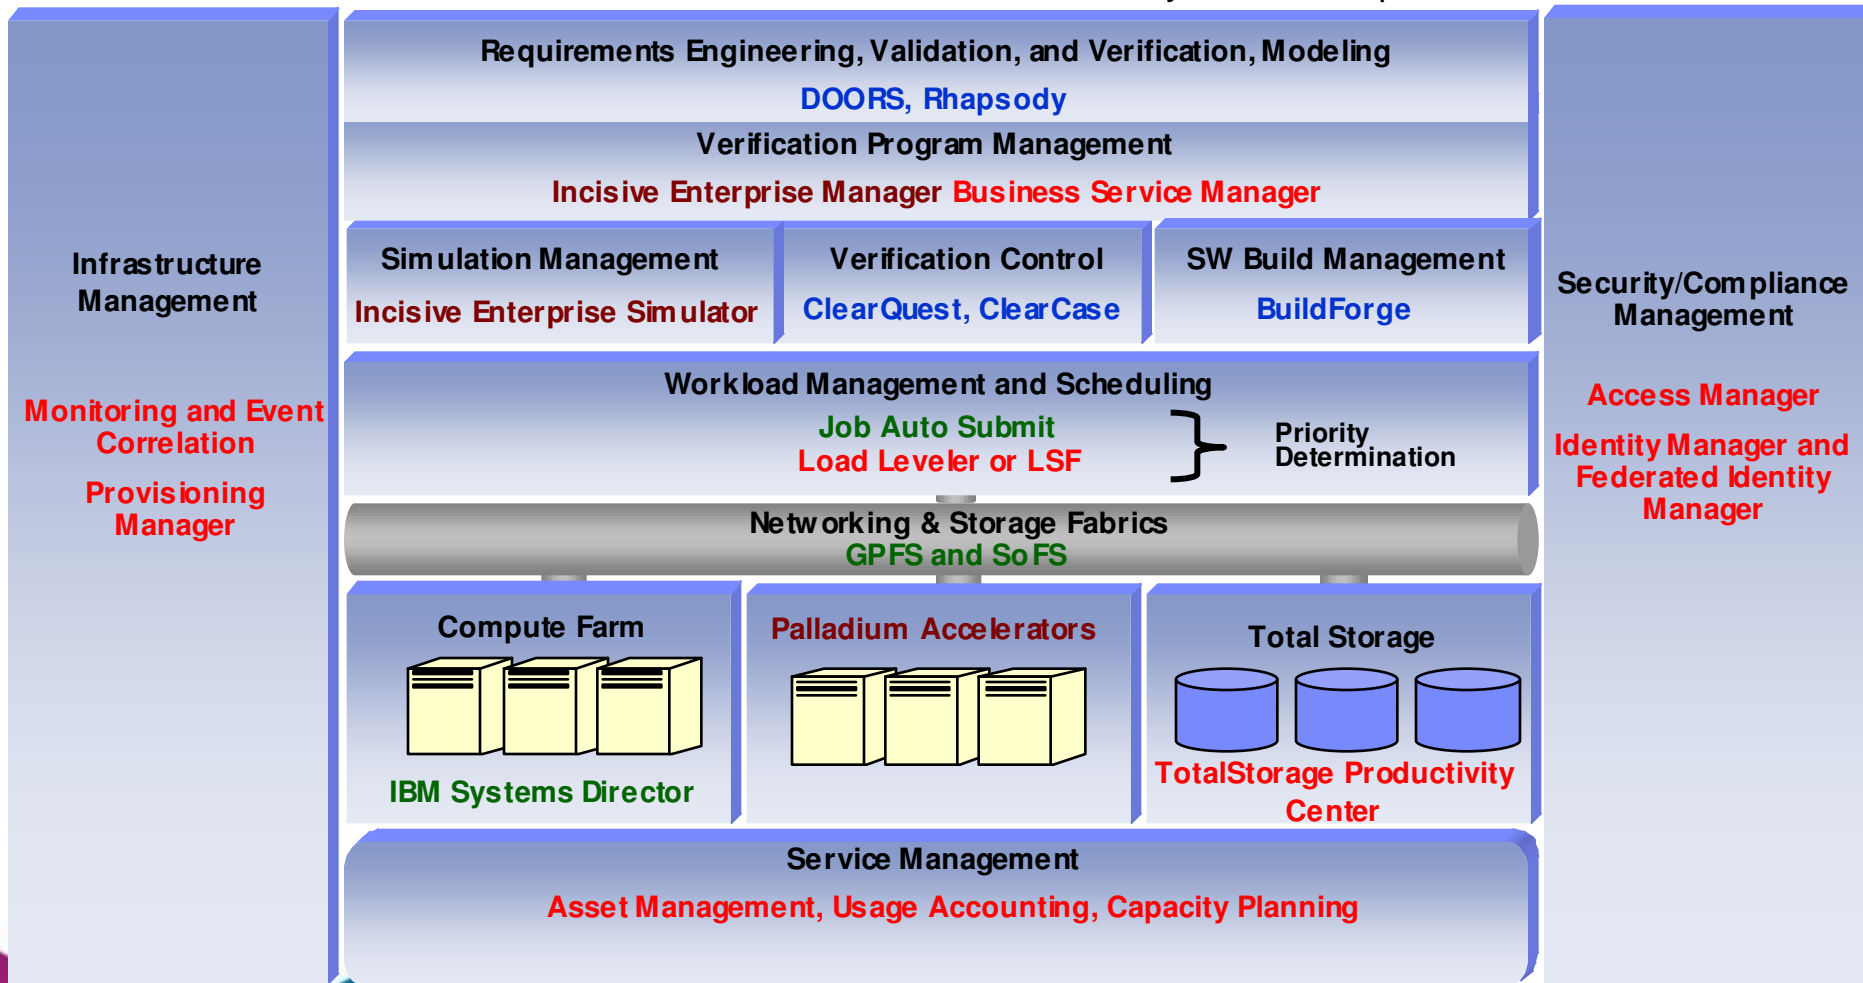 Requirements Engineering, Validation, and Verification, Modeling
DOORS, Rhapsody
Verification Program Management
Incisive Enterprise Manager Business Service Manager
Infrastructure
Management
Monitoring and Event
Correlation
Provisioning
Manager
Simulation Management
Incisive Enterprise Simulator
Verification Control
ClearQuest, ClearCase
SW Build Management
BuildForge
Security/Compliance
Management
Access Manager
Identity Manager and
Federated Identity
Manager
Workload Management and Scheduling
Job Auto Submit
Load Leveler or LSF
Priority
Determination
Networking & Storage Fabrics
GPFS and SoFS
Compute Farm
IBM Systems Director
Palladium Accelerators
Total Storage
TotalStorage Productivity
Center
Service Management
Asset Management, Usage Accounting, Capacity Planning